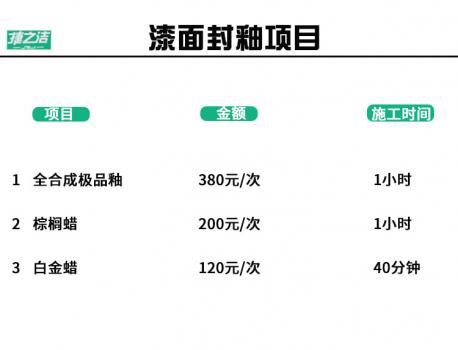 捷之洁
漆面封釉项目
项目 金额 施工时间
1 全合成极品釉 380元/次 1小时
2 棕榈蜡 200元/次 1小时
3 白金蜡 120元/次 40分钟